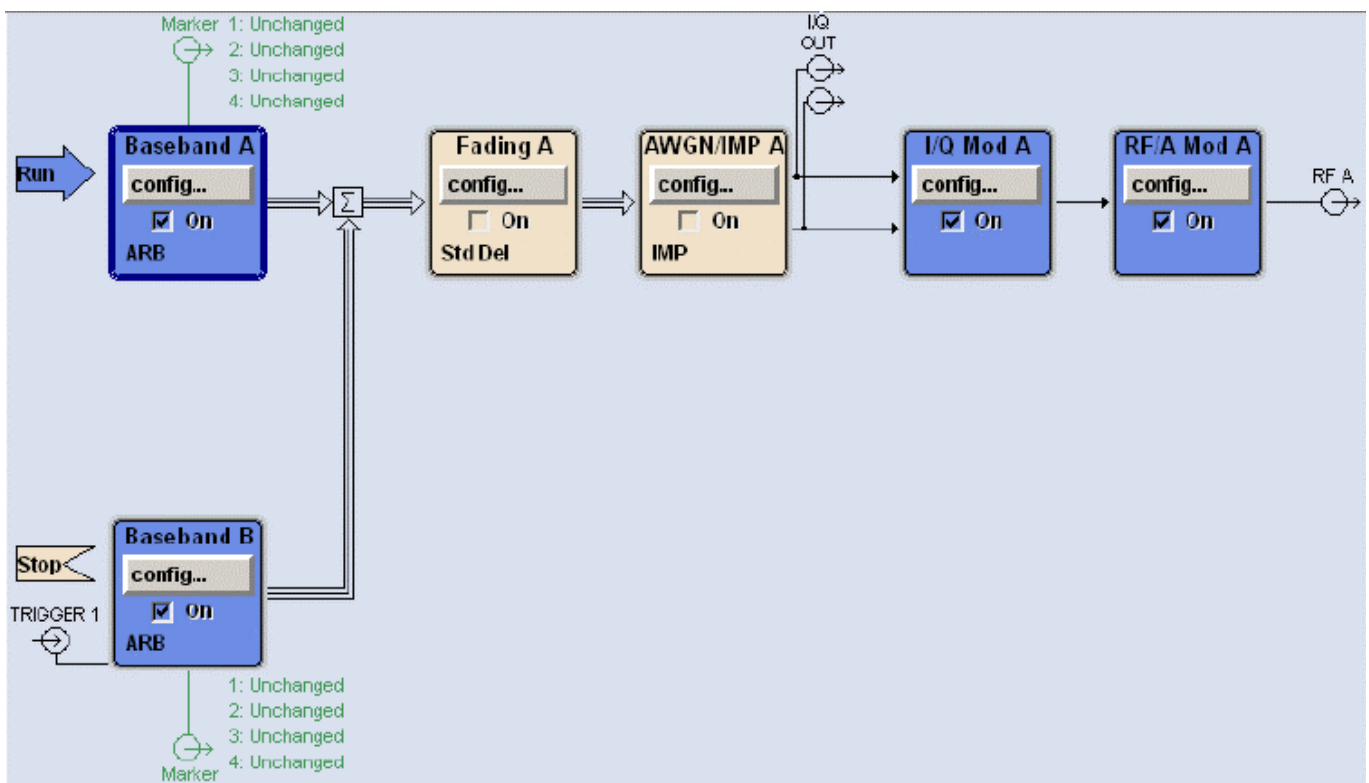 Marker 1: Unchanged
2: Unchanged
3: Unchanged
4: Unchanged
I/Q
OUT
Run
Baseband A
config...
On
ARB
Σ
Fading A
config...
On
Std Del
AWGN/IMP A
config...
On
IMP
I/Q Mod A
config...
On
RF/A Mod A
config...
On
RF A
Stop
TRIGGER 1
Baseband B
config...
On
ARB
1: Unchanged
2: Unchanged
3: Unchanged
Marker 4: Unchanged